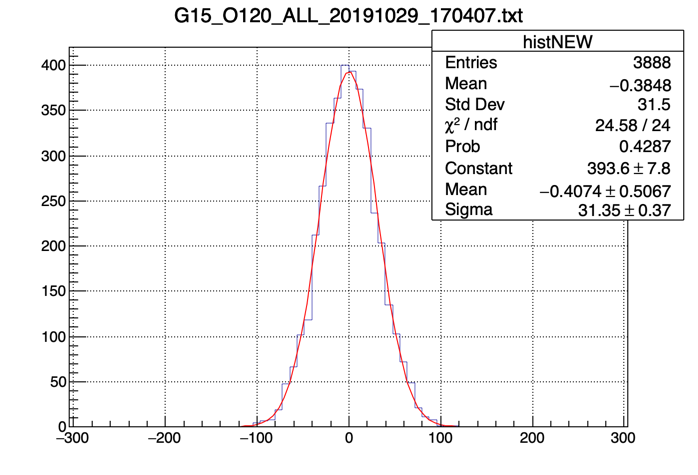 G15_O120_ALL_20191029_170407.txt
histNEW
Entries 3888
Mean −0.3848
Std Dev 31.5
χ² / ndf 24.58 / 24
Prob 0.4287
Constant 393.6 ± 7.8
Mean −0.4074 ± 0.5067
Sigma 31.35 ± 0.37
400
350
300
250
200
150
100
50
0
−300 −200 −100 0 100 200 300